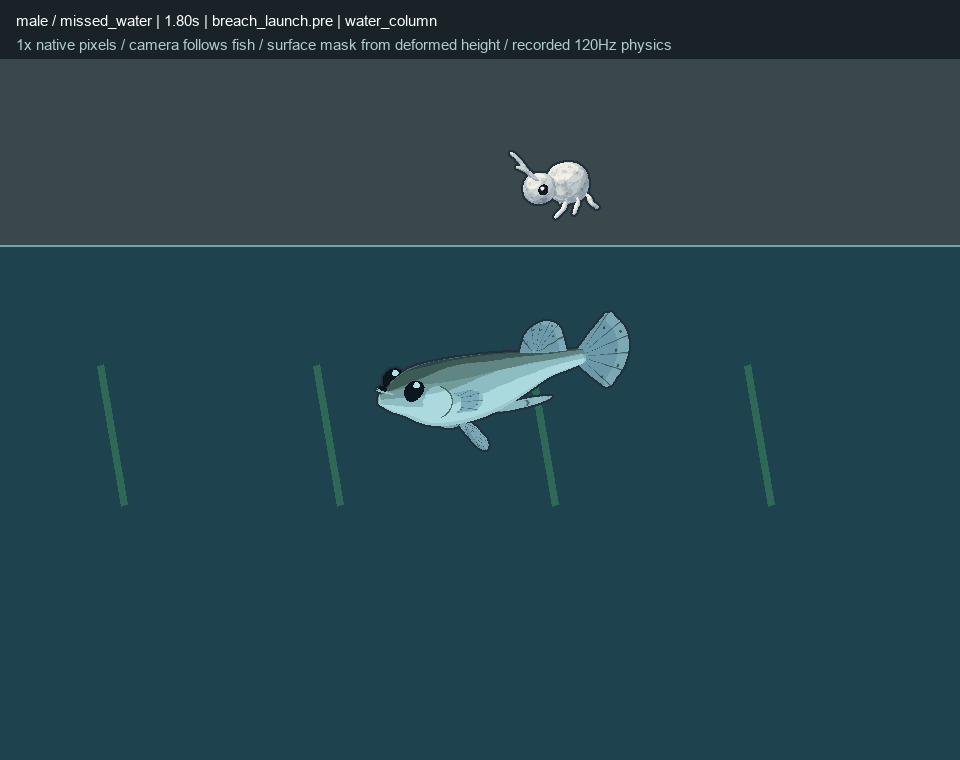 male / missed_water | 1.80s | breach_launch.pre | water_column
1x native pixels / camera follows fish / surface mask from deformed height / recorded 120Hz physics